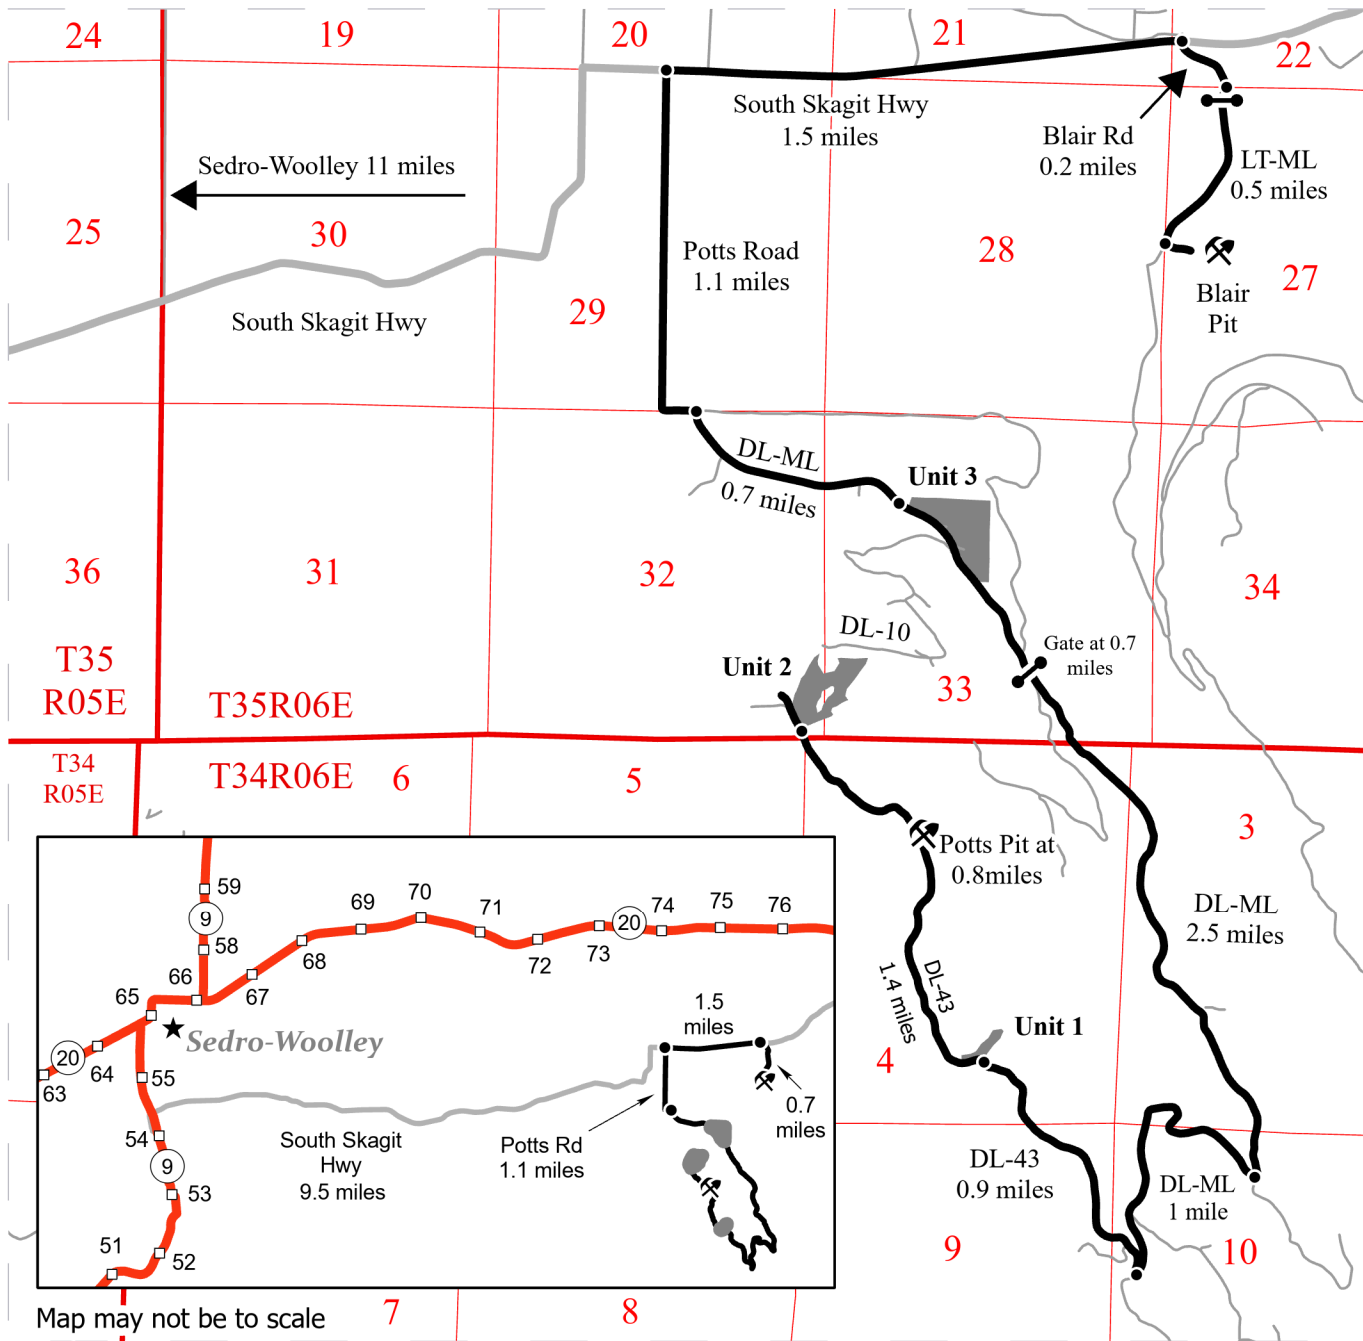 24
19
20
21
22
South Skagit Hwy
1.5 miles
Blair Rd
0.2 miles
LT-ML
0.5 miles
Sedro-Woolley 11 miles
25
30
Potts Road
1.1 miles
28
27
Blair
Pit
29
South Skagit Hwy
DL-ML
0.7 miles
Unit 3
36
31
32
34
DL-10
Gate at 0.7
miles
T35
R05E
T35R06E
Unit 2
33
T34
R05E
T34R06E
6
5
3
Potts Pit at
0.8miles
DL-ML
2.5 miles
DL-43
1.4 miles
Unit 1
4
DL-43
0.9 miles
DL-ML
1 mile
9
10
7
8
59
9
58
66
65
67
68
69
70
71
72
73
20
74
75
76
Sedro-Woolley
20
63
64
55
54
9
53
52
51
South Skagit
Hwy
9.5 miles
1.5
miles
Potts Rd
1.1 miles
0.7
miles
Map may not be to scale